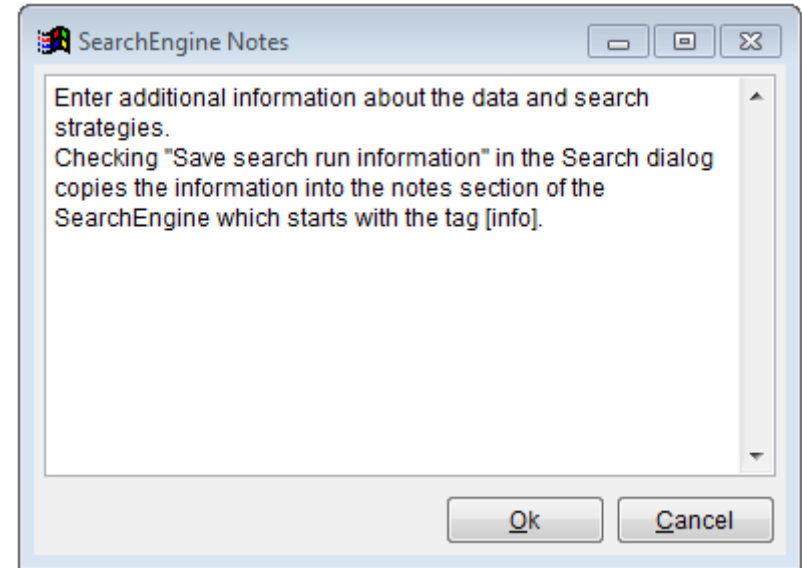 SearchEngine Notes
Enter additional information about the data and search
strategies.
Checking "Save search run information" in the Search dialog
copies the information into the notes section of the
SearchEngine which starts with the tag [info].
Ok Cancel